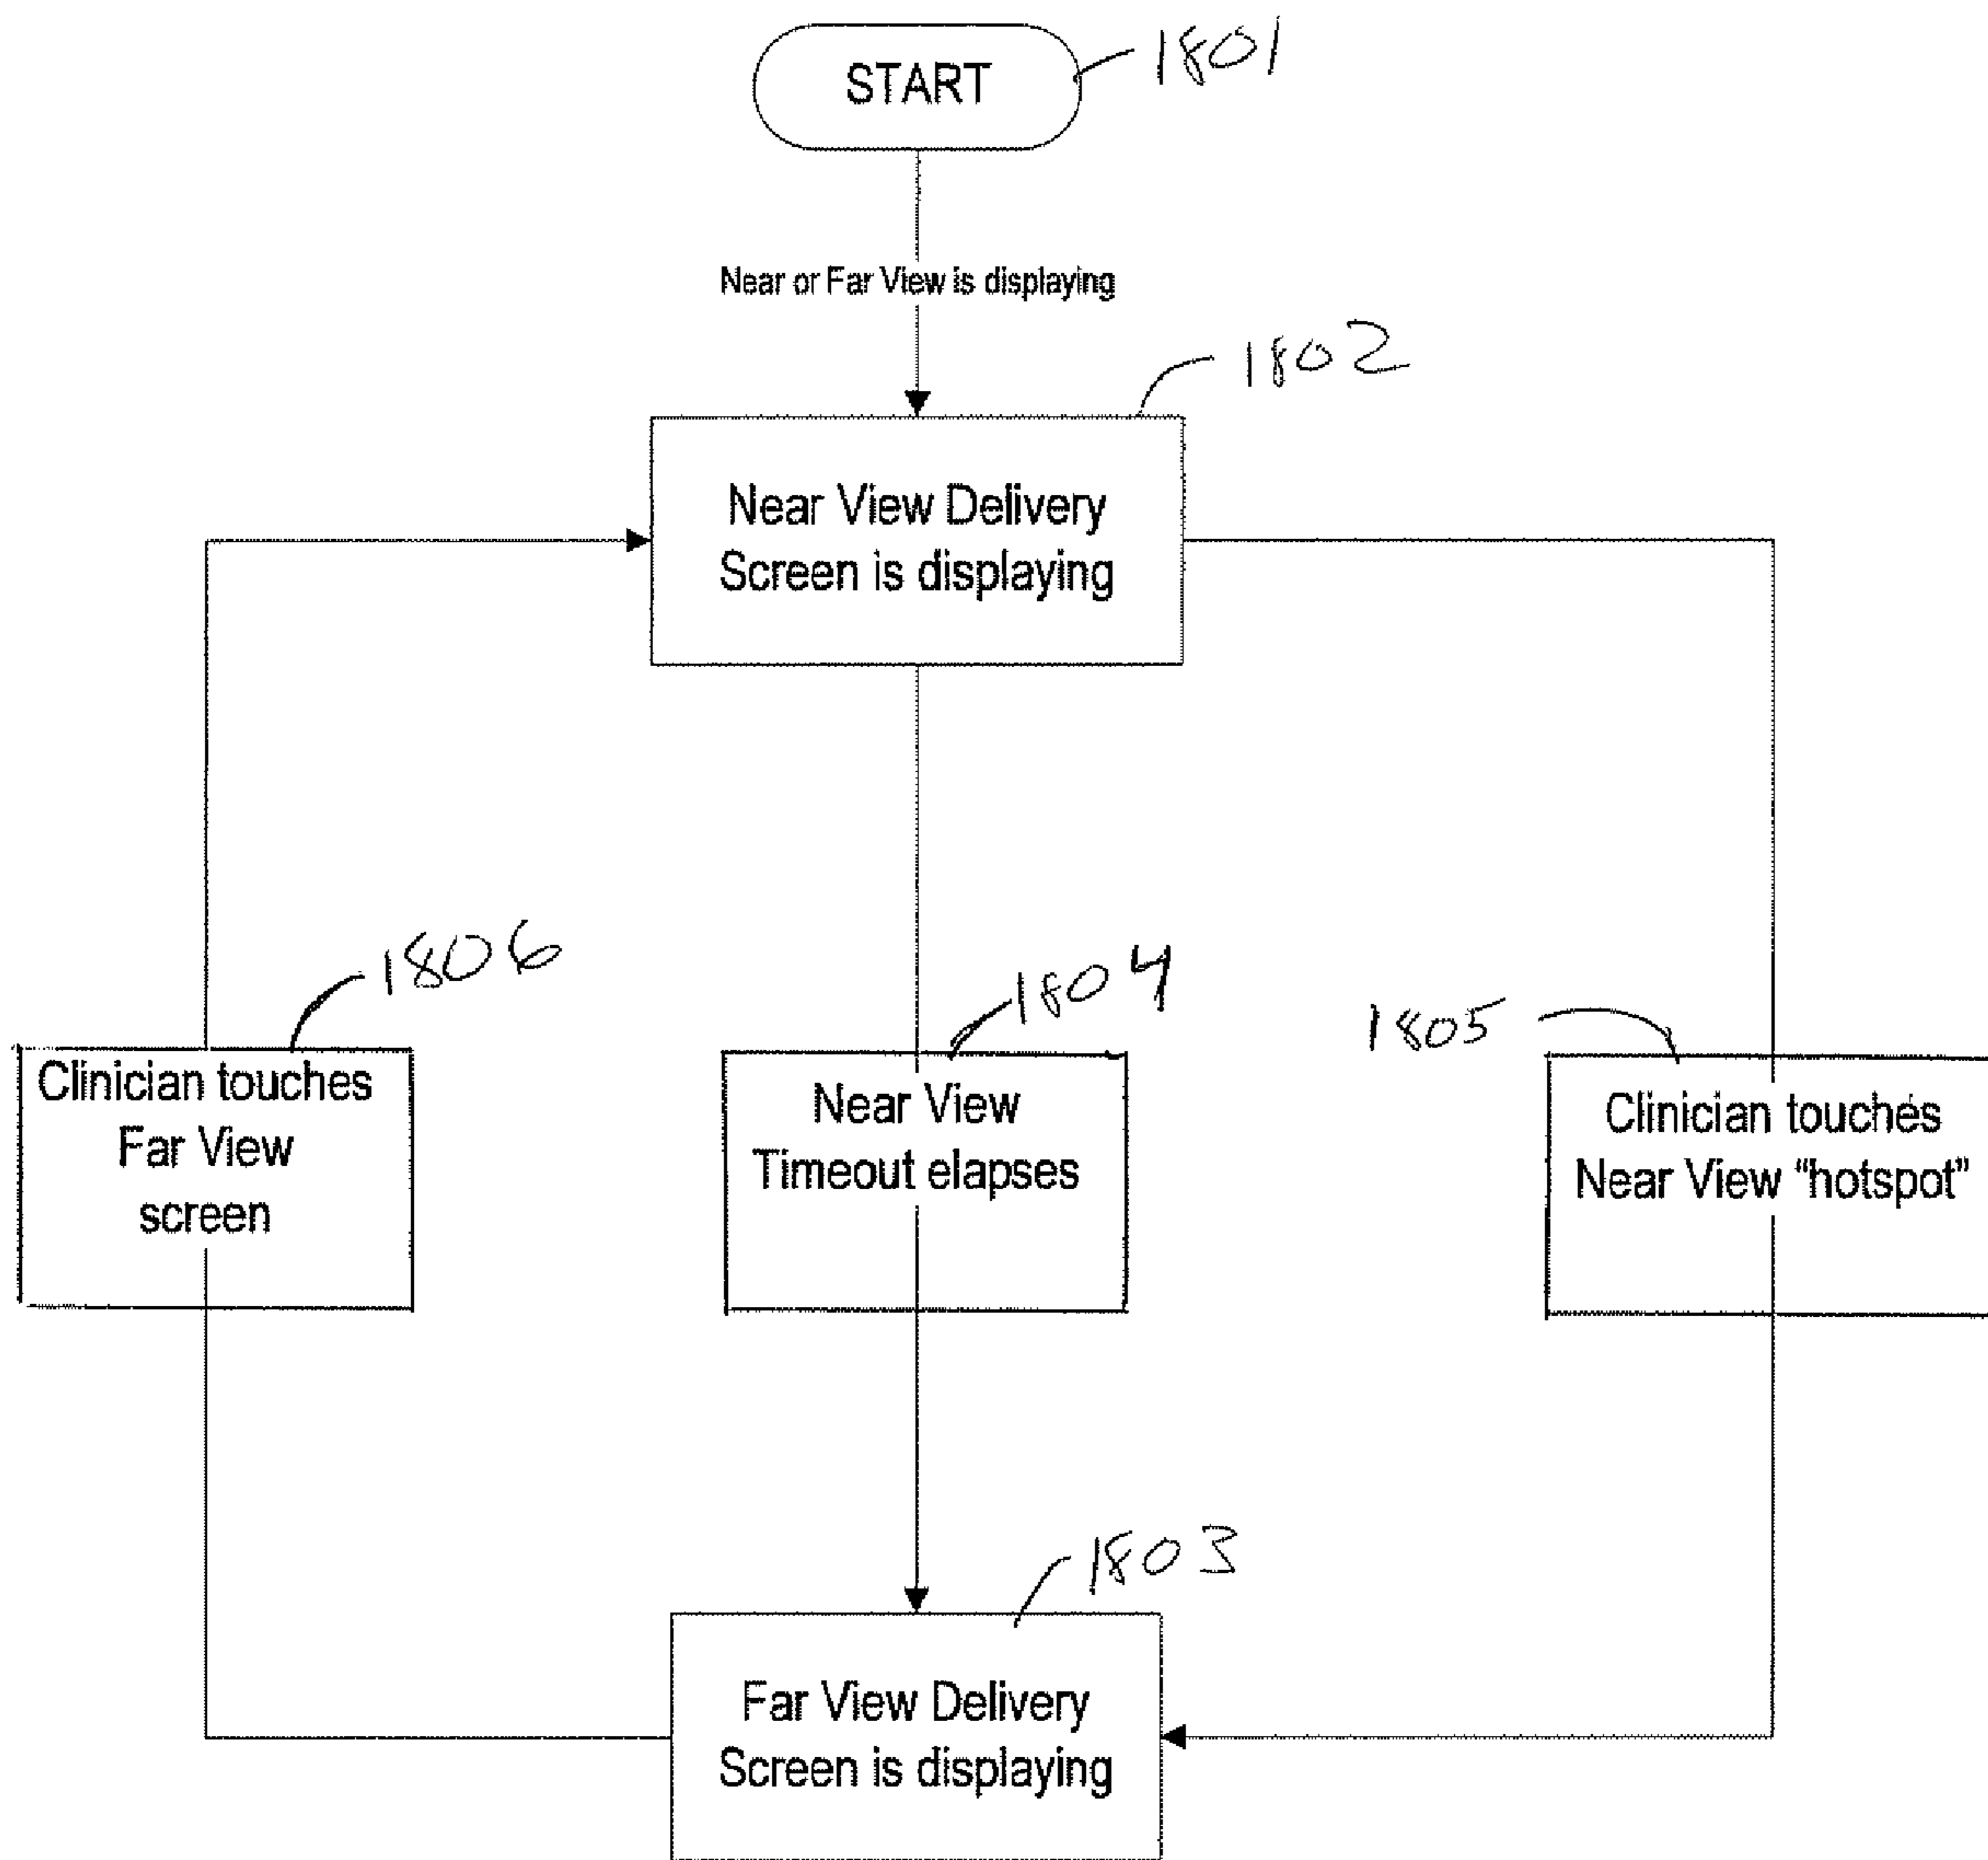 START
1801
Near or Far View is displaying
1802
Near View Delivery
Screen is displaying
1806
1804
1805
Clinician touches
Far View
screen
Near View
Timeout elapses
Clinician touches
Near View “hotspot”
1803
Far View Delivery
Screen is displaying